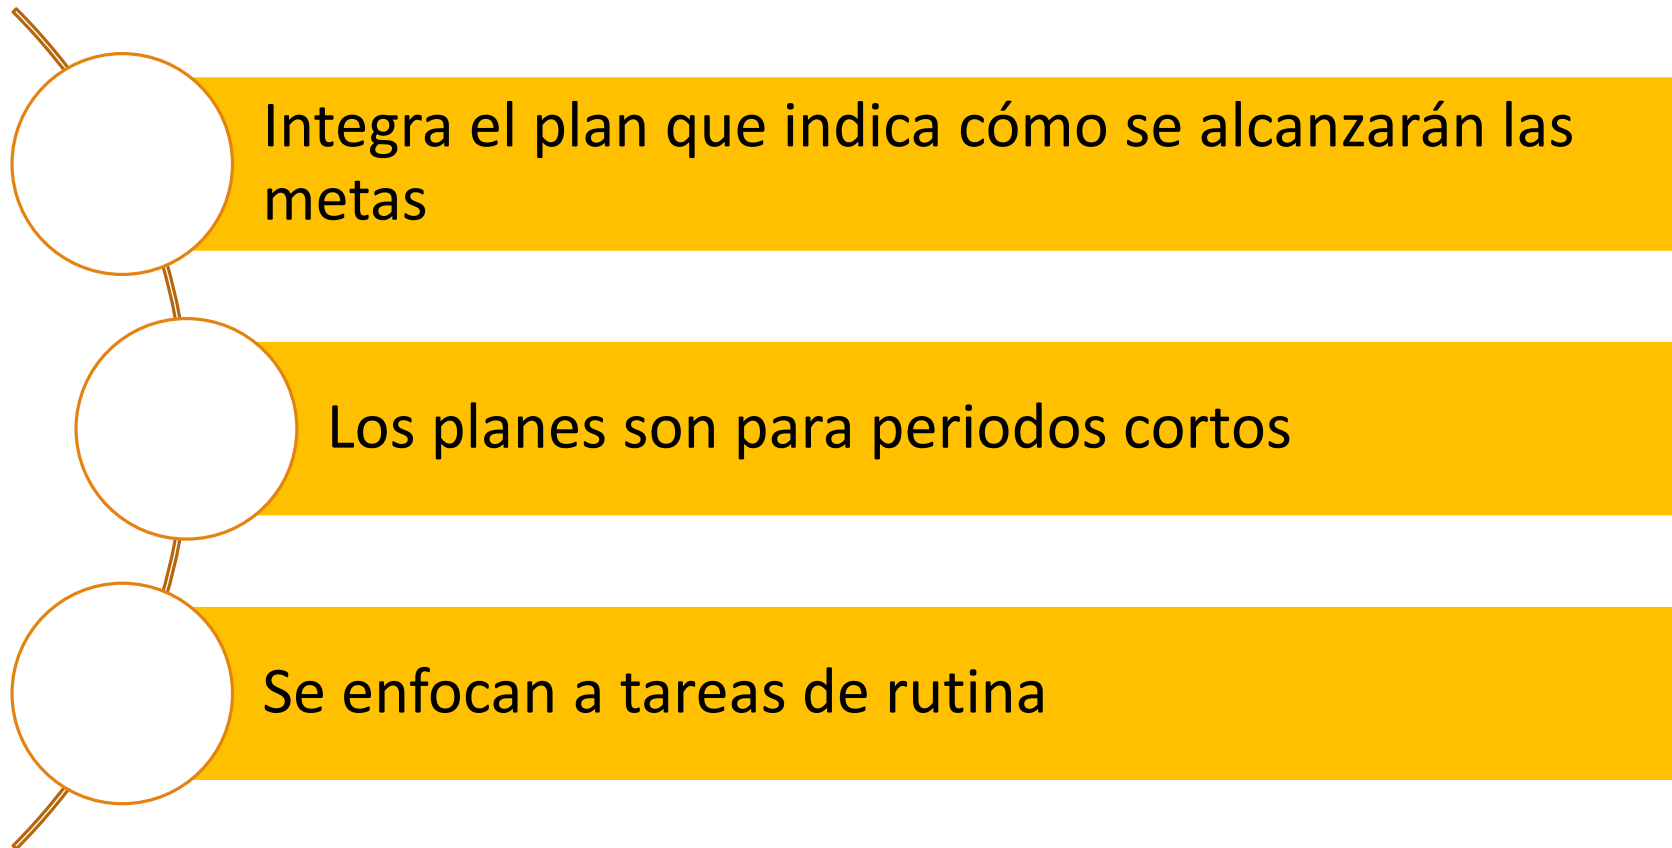 Integra el plan que indica cómo se alcanzarán las
metas
Los planes son para periodos cortos
Se enfocan a tareas de rutina